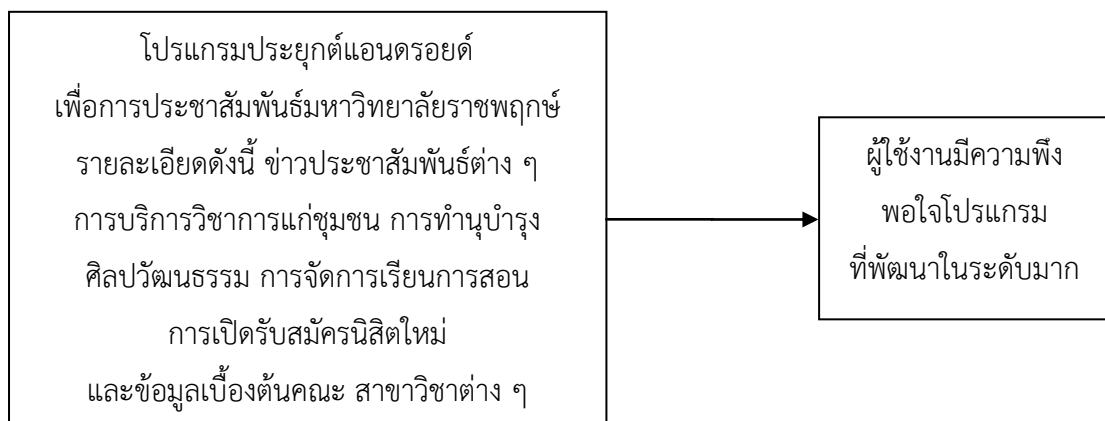 โปรแกรมประยุกต์แอนดรอยด์
เพื่อการประชาสัมพันธ์มหาวิทยาลัยราชพฤกษ์
รายละเอียดดังนี้ ข่าวประชาสัมพันธ์ต่าง ๆ
การบริการวิชาการแก่ชุมชน การทำนุบำรุง
ศิลปวัฒนธรรม การจัดการเรียนการสอน
การเปิดรับสมัครนิสิตใหม่
และข้อมูลเบื้องต้นคณะ สาขาวิชาต่าง ๆ
ผู้ใช้งานมีความพึง
พอใจโปรแกรม
ที่พัฒนาในระดับมาก